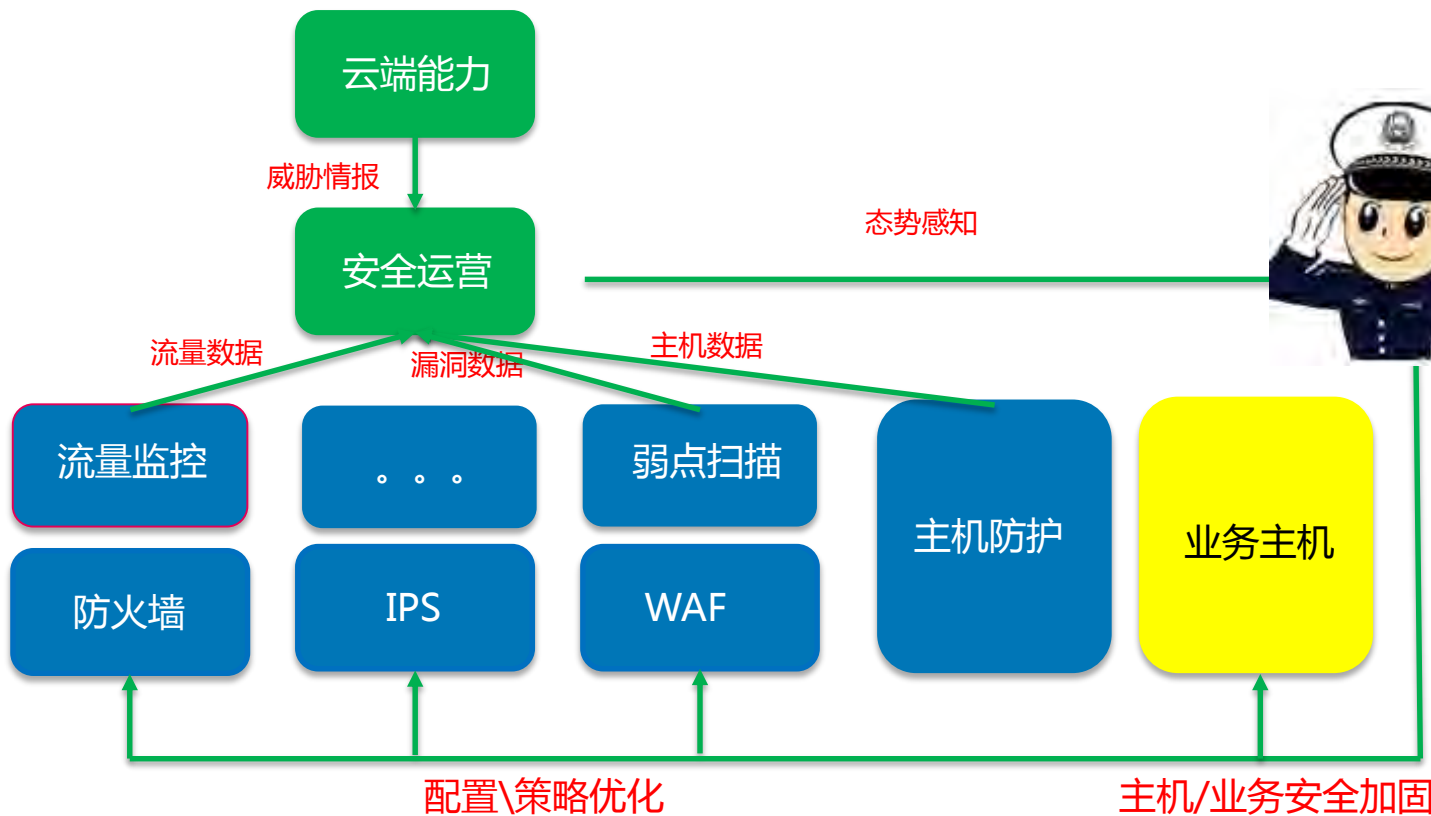 云端能力
威胁情报
态势感知
安全运营
流量数据
漏洞数据
主机数据
流量监控
。。。
弱点扫描
主机防护
业务主机
防火墙
IPS
WAF
配置\策略优化
主机/业务安全加固